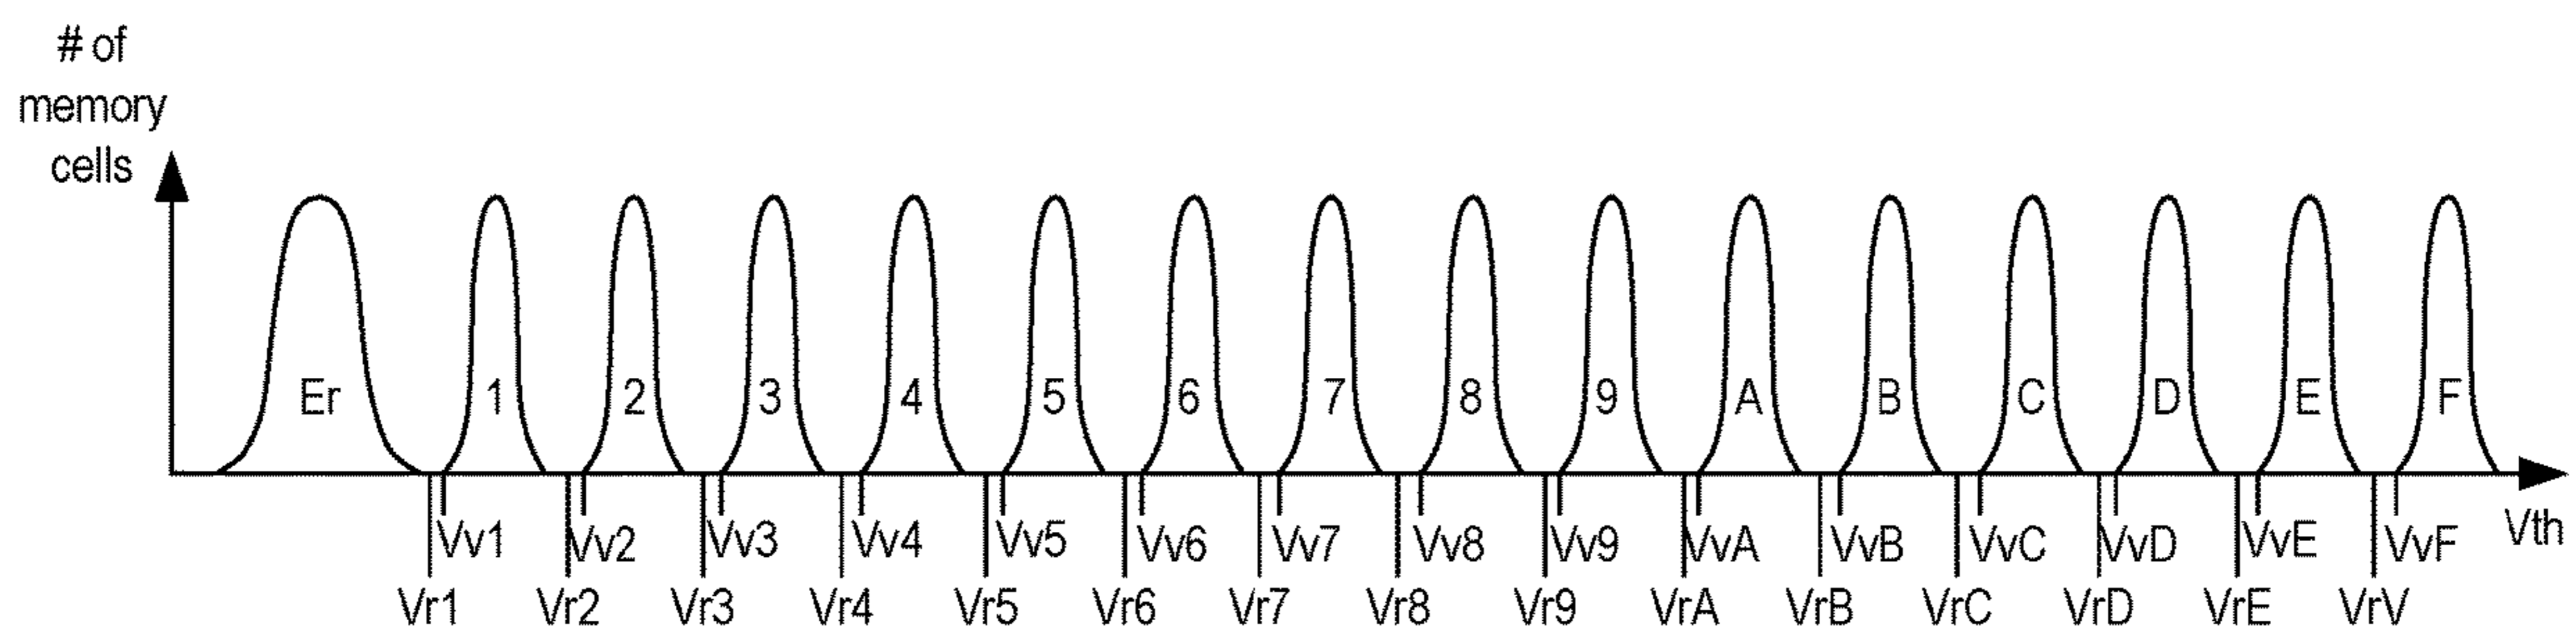 # of
memory
cells
Er 1 2 3 4 5 6 7 8 9 A B C D E F
Vv1 Vv2 Vv3 Vv4 Vv5 Vv6 Vv7 Vv8 Vv9 VvA VvB VvC VvD VvE VvF Vth
Vr1 Vr2 Vr3 Vr4 Vr5 Vr6 Vr7 Vr8 Vr9 VrA VrB VrC VrD VrE VrV